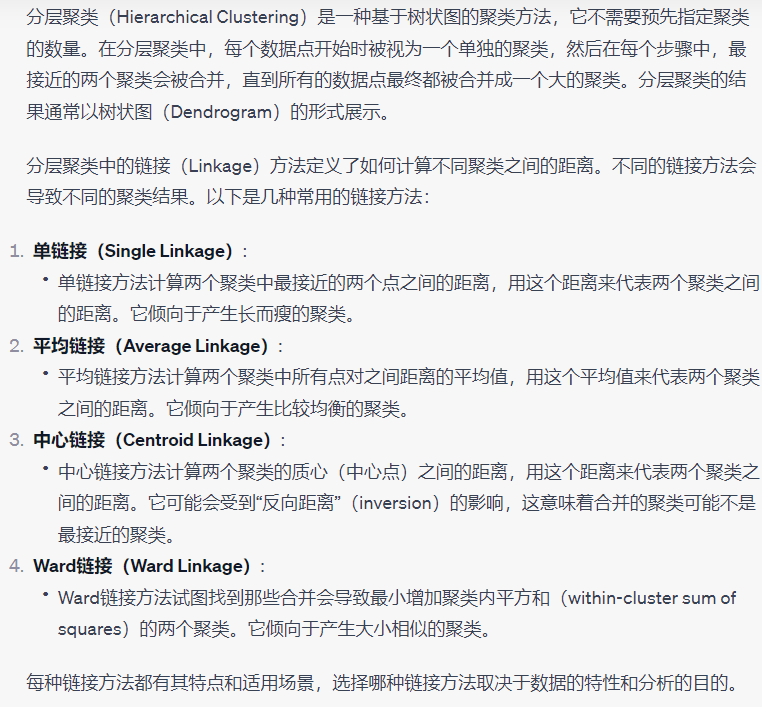 分层聚类（Hierarchical Clustering）是一种基于树状图的聚类方法，它不需要预先指定聚类
的数量。在分层聚类中，每个数据点开始时被视为一个单独的聚类，然后在每个步骤中，最
接近的两个聚类会被合并，直到所有的数据点最终都被合并成一个大的聚类。分层聚类的结
果通常以树状图（Dendrogram）的形式展示。
分层聚类中的链接（Linkage）方法定义了如何计算不同聚类之间的距离。不同的链接方法会
导致不同的聚类结果。以下是几种常用的链接方法：
1. 单链接（Single Linkage）：
• 单链接方法计算两个聚类中最接近的两个点之间的距离，用这个距离来代表两个聚类之间
的距离。它倾向于产生长而瘦的聚类。
2. 平均链接（Average Linkage）：
• 平均链接方法计算两个聚类中所有点对之间距离的平均值，用这个平均值来代表两个聚类
之间的距离。它倾向于产生比较均衡的聚类。
3. 中心链接（Centroid Linkage）：
• 中心链接方法计算两个聚类的质心（中心点）之间的距离，用这个距离来代表两个聚类之
间的距离。它可能会受到“反向距离”（inversion）的影响，这意味着合并的聚类可能不是
最接近的聚类。
4. Ward链接（Ward Linkage）：
• Ward链接方法试图找到那些合并会导致最小增加聚类内平方和（within-cluster sum of
squares）的两个聚类。它倾向于产生大小相似的聚类。
每种链接方法都有其特点和适用场景，选择哪种链接方法取决于数据的特性和分析的目的。